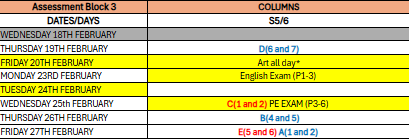 Assessment Block 3 COLUMNS
DATES/DAYS S5/6
WEDNESDAY 18TH FEBRUARY
THURSDAY 19TH FEBRUARY D(6 and 7)
FRIDAY 20TH FEBRUARY Art all day*
MONDAY 23RD FEBRUARY English Exam (P1-3)
TUESDAY 24TH FEBRUARY
WEDNESDAY 25th FEBRUARY C(1 and 2) PE EXAM (P3-6)
THURSDAY 26TH FEBRUARY B(4 and 5)
FRIDAY 27TH FEBRUARY E(5 and 6) A(1 and 2)